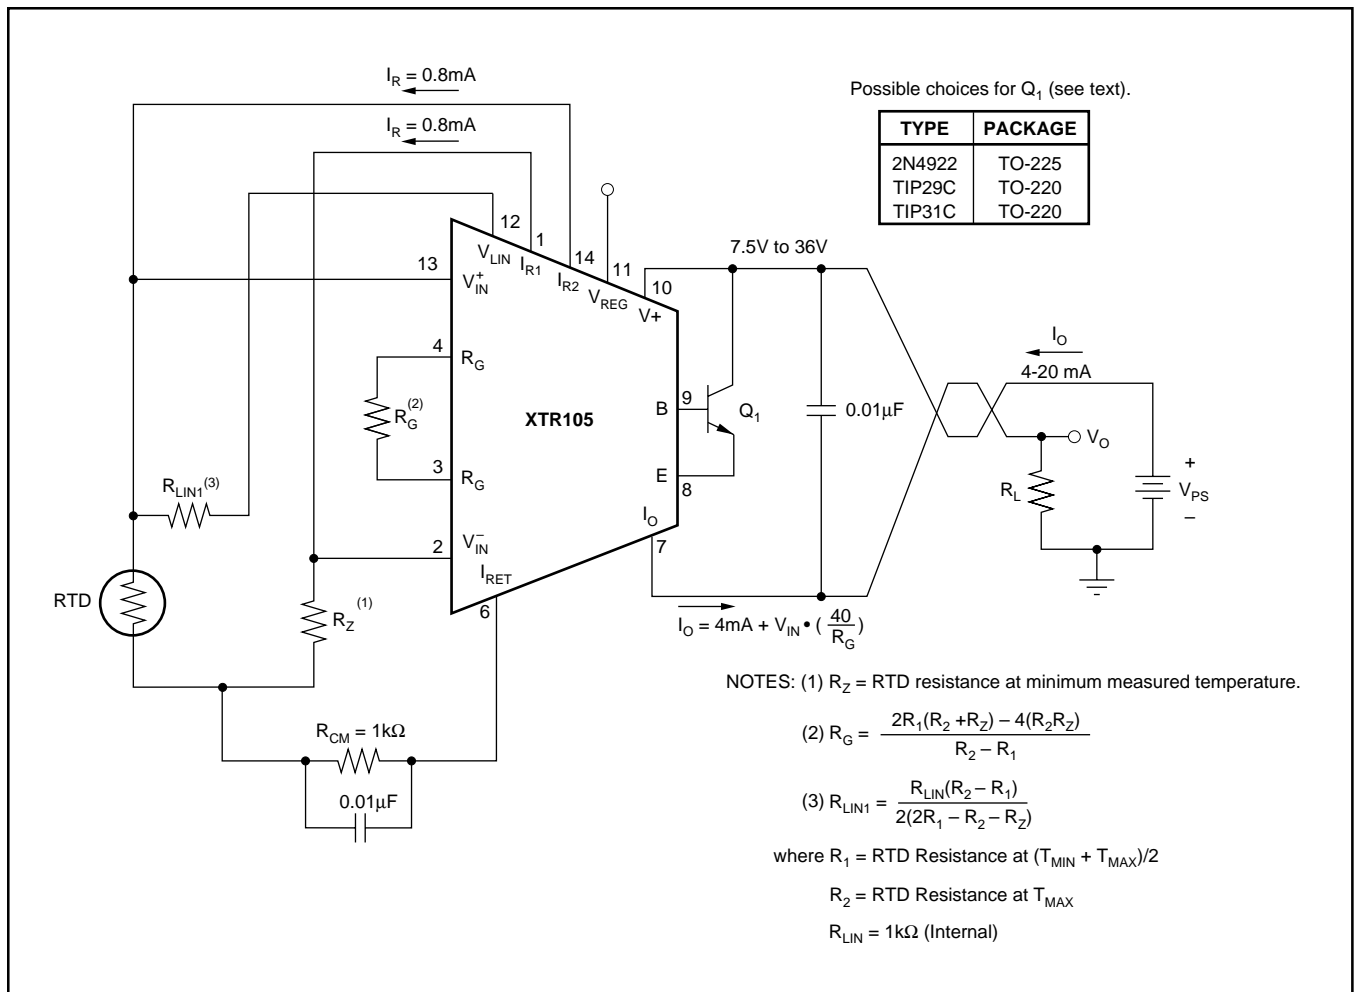 I_R = 0.8mA
I_R = 0.8mA
Possible choices for Q_1 (see text).
TYPE PACKAGE
2N4922 TO-225
TIP29C TO-220
TIP31C TO-220
12
1
14
11
10
13
V_LIN
I_R1
I_R2
V_REG
V+
V_IN^+
7.5V to 36V
4
R_G
R_G^(2)
XTR105
3
R_G
B
9
Q_1
0.01μF
E
8
I_O
4-20 mA
V_O
R_L
+
V_PS
–
R_LIN1^(3)
2
V_IN^–
I_RET
6
I_O
7
RTD
R_Z^(1)
I_O = 4mA + V_IN • (40/R_G)
R_CM = 1kΩ
0.01μF
NOTES: (1) R_Z = RTD resistance at minimum measured temperature.
(2) R_G = 2R_1(R_2 +R_Z) – 4(R_2R_Z) / R_2 – R_1
(3) R_LIN1 = R_LIN(R_2 – R_1) / 2(2R_1 – R_2 – R_Z)
where R_1 = RTD Resistance at (T_MIN + T_MAX)/2
R_2 = RTD Resistance at T_MAX
R_LIN = 1kΩ (Internal)